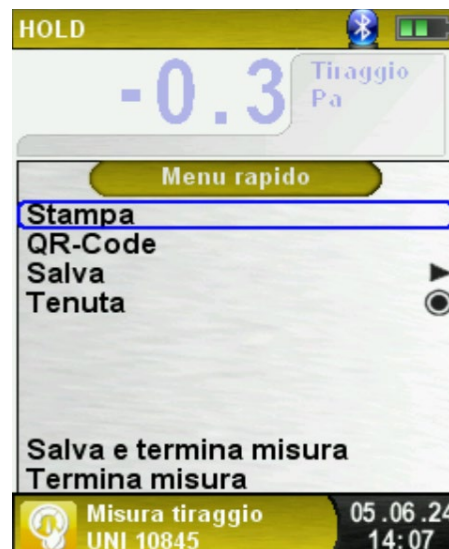 HOLD
-0.3
Tiraggio
Pa
Menu rapido
Stampa
QR-Code
Salva
Tenuta
Salva e termina misura
Termina misura
Misura tiraggio
UNI 10845
05.06.24
14:07